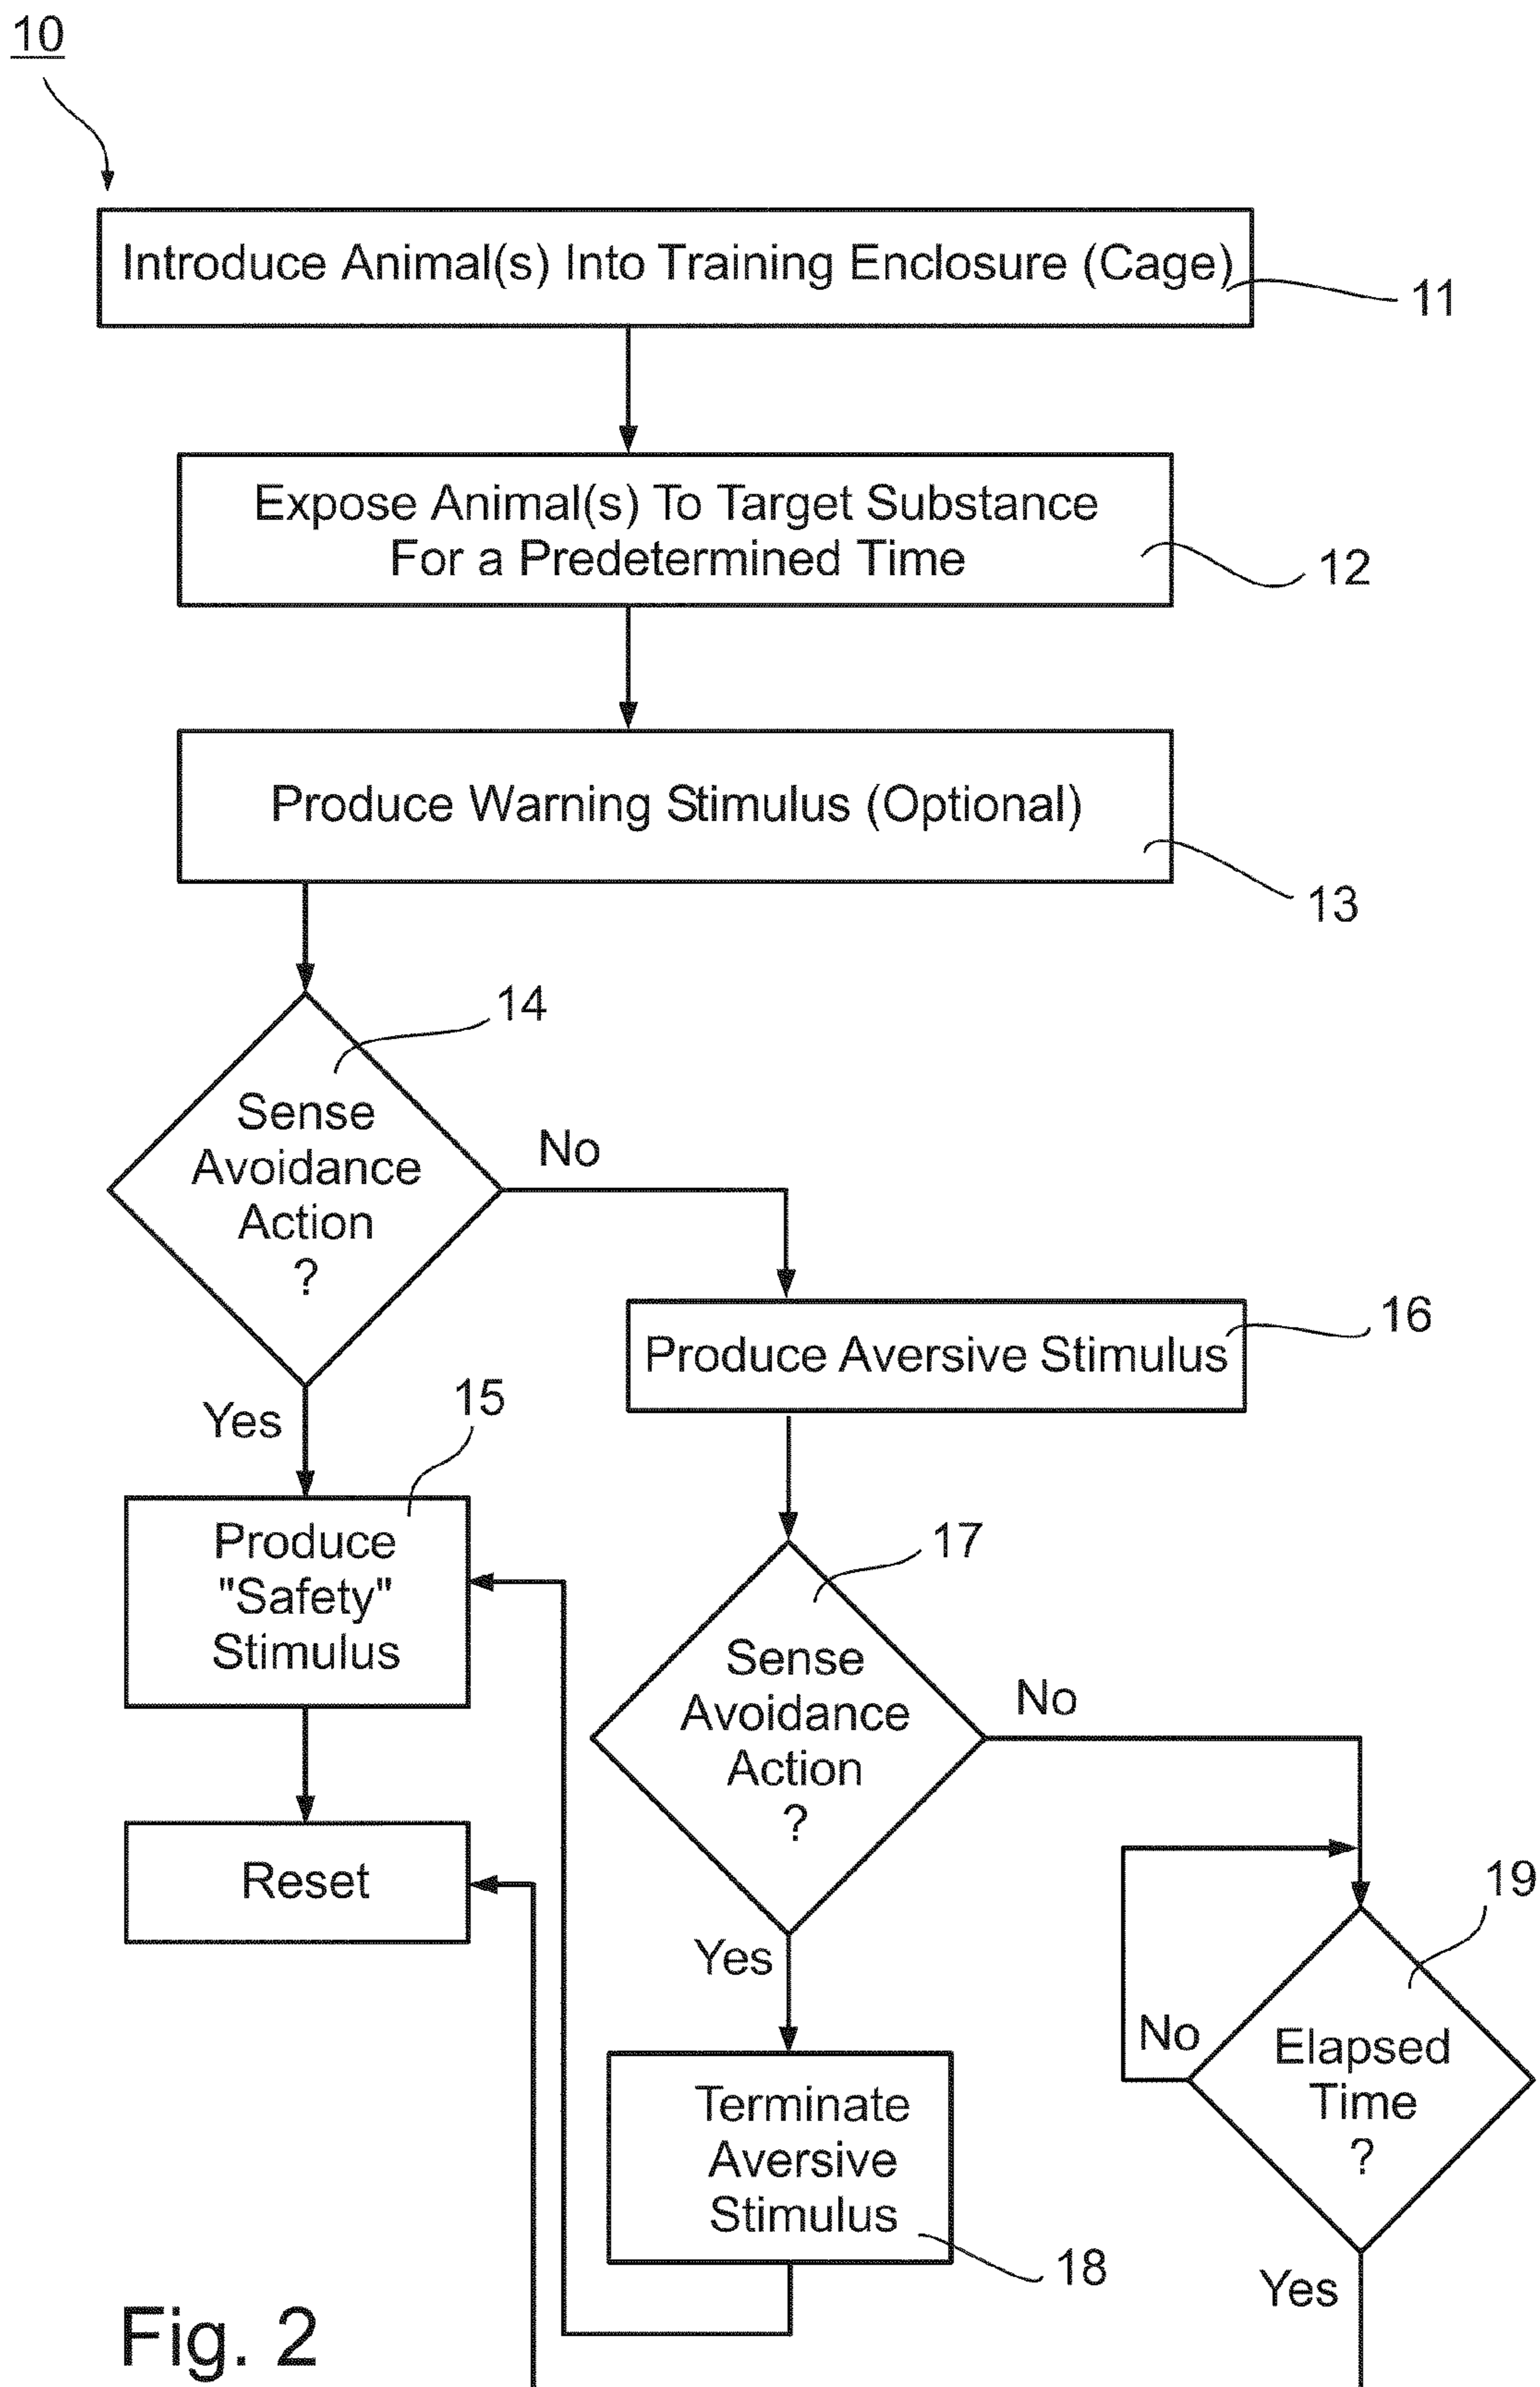 10
Introduce Animal(s) Into Training Enclosure (Cage)
11
Expose Animal(s) To Target Substance
For a Predetermined Time
12
Produce Warning Stimulus (Optional)
13
14
Sense
Avoidance
Action
?
No
Yes
16
Produce Aversive Stimulus
15
Produce
"Safety"
Stimulus
17
Sense
Avoidance
Action
?
No
Yes
Reset
19
No
Elapsed
Time
?
Yes
Terminate
Aversive
Stimulus
18
Fig. 2